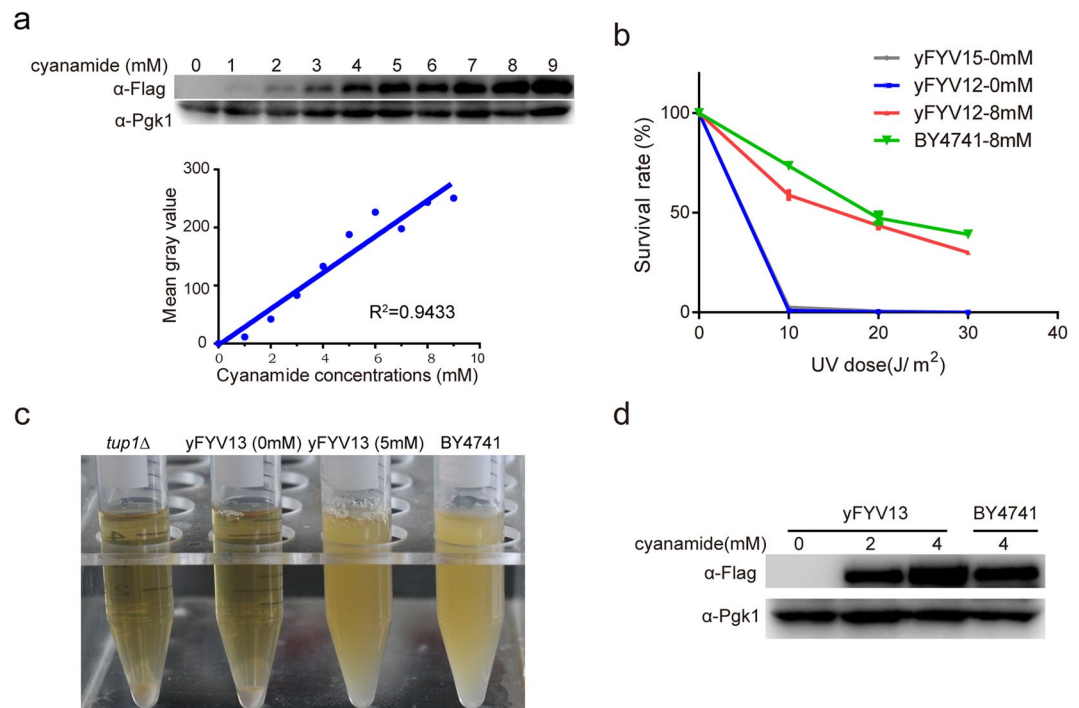 a
cyanamide (mM) 0 1 2 3 4 5 6 7 8 9
α-Flag
α-Pgk1
300
200
100
0
Mean gray value
R²=0.9433
0 2 4 6 8 10
Cyanamide concentrations (mM)
b
yFYV15-0mM
yFYV12-0mM
yFYV12-8mM
BY4741-8mM
100
50
0
Survival rate (%)
0 10 20 30 40
UV dose(J/ m²)
c
tup1Δ yFYV13 (0mM) yFYV13 (5mM) BY4741
d
yFYV13 BY4741
cyanamide(mM) 0 2 4 4
α-Flag
α-Pgk1